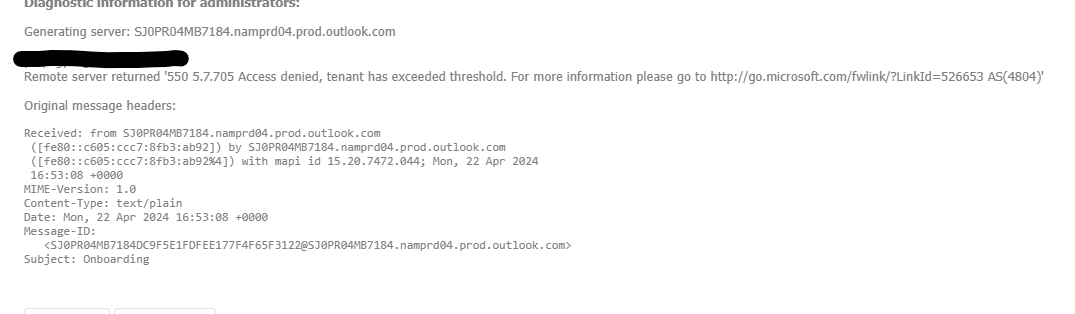 Diagnostic information for administrators:
Generating server: SJ0PR04MB7184.namprd04.prod.outlook.com
Remote server returned '550 5.7.705 Access denied, tenant has exceeded threshold. For more information please go to http://go.microsoft.com/fwlink/?LinkId=526653 AS(4804)'
Original message headers:
Received: from SJ0PR04MB7184.namprd04.prod.outlook.com
([fe80::c605:ccc7:8fb3:ab92]) by SJ0PR04MB7184.namprd04.prod.outlook.com
([fe80::c605:ccc7:8fb3:ab92%4]) with mapi id 15.20.7472.044; Mon, 22 Apr 2024
16:53:08 +0000
MIME-Version: 1.0
Content-Type: text/plain
Date: Mon, 22 Apr 2024 16:53:08 +0000
Message-ID:
<SJ0PR04MB7184DC9F5E1FDFEE177F4F65F3122@SJ0PR04MB7184.namprd04.prod.outlook.com>
Subject: Onboarding